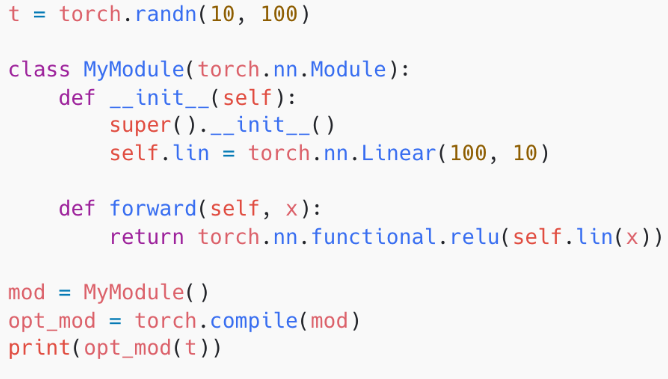 t = torch.randn(10, 100)

class MyModule(torch.nn.Module):
    def __init__(self):
        super().__init__()
        self.lin = torch.nn.Linear(100, 10)

    def forward(self, x):
        return torch.nn.functional.relu(self.lin(x))

mod = MyModule()
opt_mod = torch.compile(mod)
print(opt_mod(t))